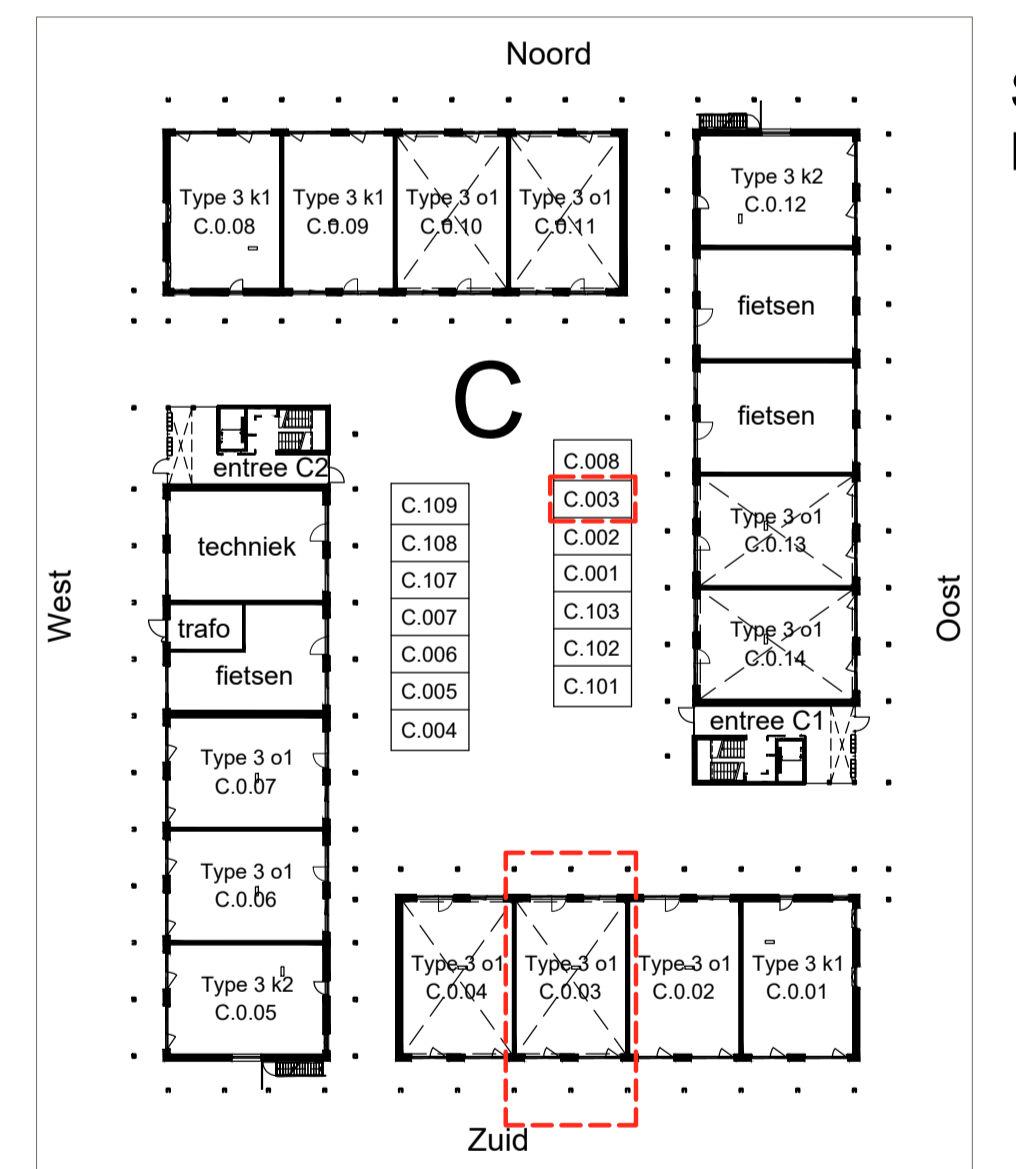 Noord
Type 3 k1
C.0.08
Type 3 k1
C.0.09
Type 3 o1
C.0.10
Type 3 o1
C.0.11
Type 3 k2
C.0.12
fietsen
fietsen
Type 3 o1
C.0.13
Type 3 o1
C.0.14
entree C1
C
entree C2
techniek
trafo
fietsen
Type 3 o1
C.0.07
Type 3 o1
C.0.06
Type 3 k2
C.0.05
C.109
C.108
C.107
C.007
C.006
C.005
C.004
C.008
C.003
C.002
C.001
C.103
C.102
C.101
West
Oost
Type 3 o1
C.0.04
Type 3 o1
C.0.03
Type 3 o1
C.0.02
Type 3 k1
C.0.01
Zuid